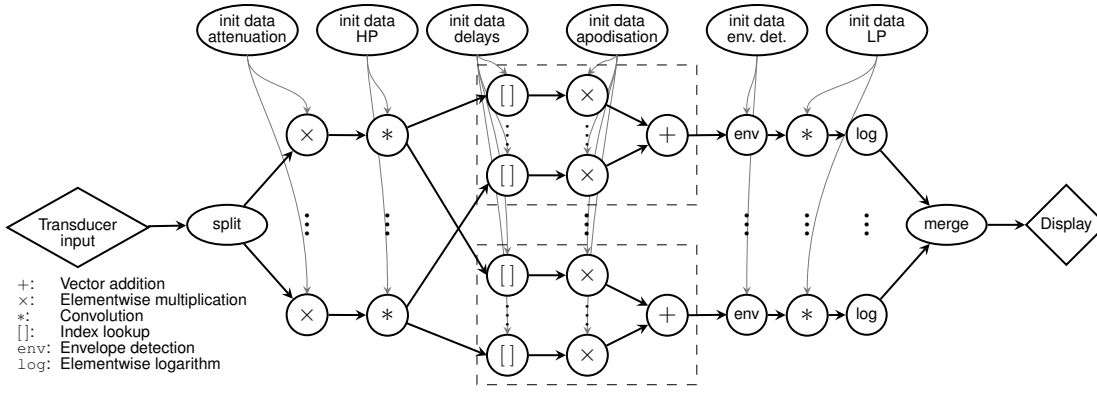 init data
attenuation
init data
HP
init data
delays
init data
apodisation
init data
env. det.
init data
LP
[ ]
×
×
*
+
env
*
log
[ ]
×
Transducer
input
split
merge
Display
[ ]
×
×
*
+
env
*
log
[ ]
×
+: Vector addition
×: Elementwise multiplication
*: Convolution
[ ]: Index lookup
env: Envelope detection
log: Elementwise logarithm